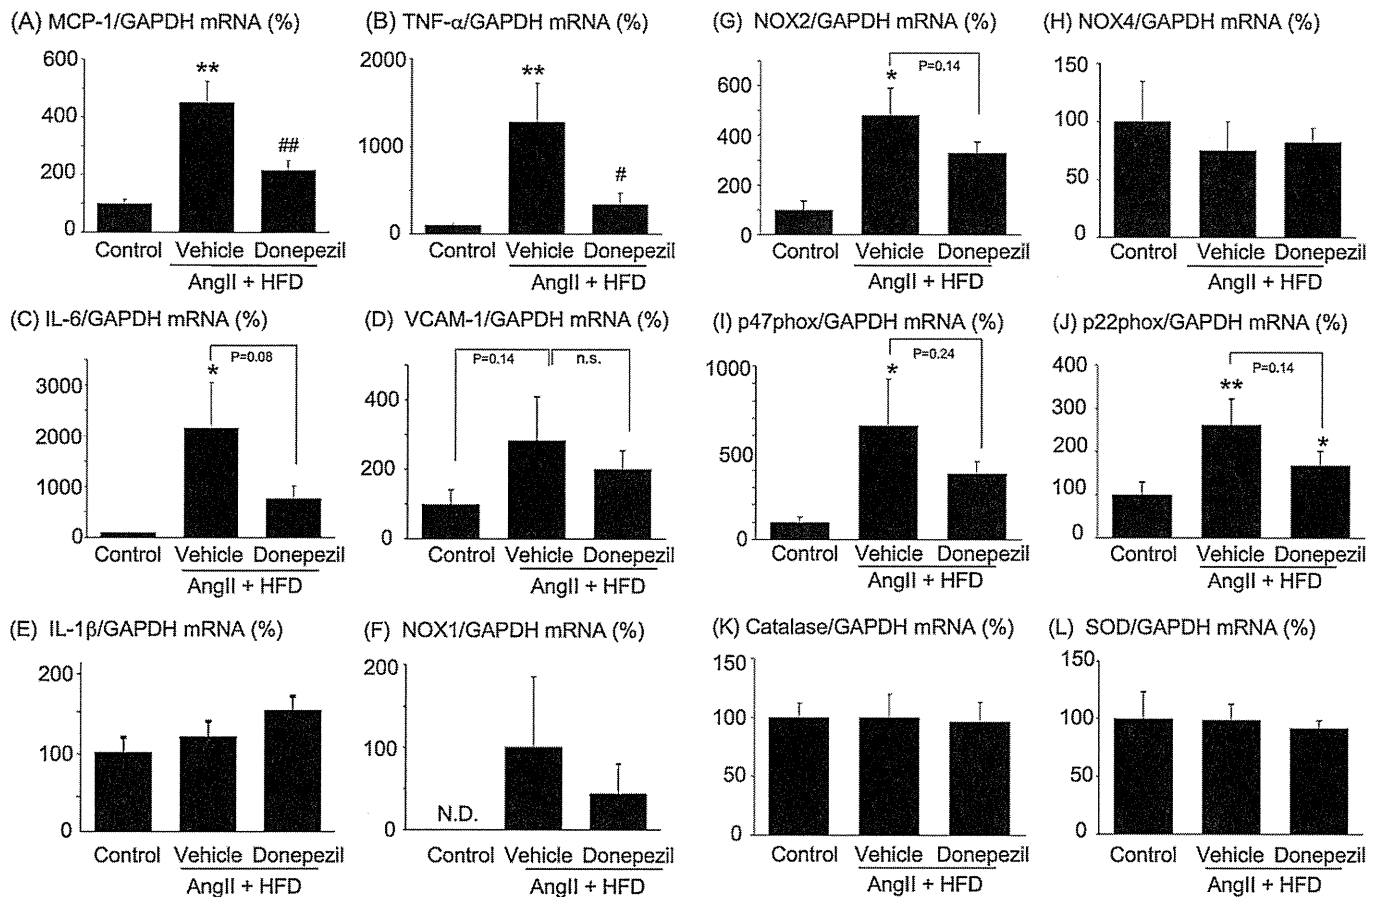 (A) MCP-1/GAPDH mRNA (%)
600
400
200
0
**
##
Control Vehicle Donepezil
AngII + HFD
(B) TNF-α/GAPDH mRNA (%)
2000
1000
0
**
#
Control Vehicle Donepezil
AngII + HFD
(G) NOX2/GAPDH mRNA (%)
600
400
200
0
*
P=0.14
Control Vehicle Donepezil
AngII + HFD
(H) NOX4/GAPDH mRNA (%)
150
100
50
0
Control Vehicle Donepezil
AngII + HFD
(C) IL-6/GAPDH mRNA (%)
3000
2000
1000
0
P=0.08
*
Control Vehicle Donepezil
AngII + HFD
(D) VCAM-1/GAPDH mRNA (%)
400
200
0
P=0.14
n.s.
Control Vehicle Donepezil
AngII + HFD
(I) p47phox/GAPDH mRNA (%)
1000
500
0
P=0.24
*
Control Vehicle Donepezil
AngII + HFD
(J) p22phox/GAPDH mRNA (%)
400
300
200
100
0
P=0.14
**
*
Control Vehicle Donepezil
AngII + HFD
(E) IL-1β/GAPDH mRNA (%)
200
100
0
Control Vehicle Donepezil
AngII + HFD
(F) NOX1/GAPDH mRNA (%)
200
100
0
N.D.
Control Vehicle Donepezil
AngII + HFD
(K) Catalase/GAPDH mRNA (%)
150
100
50
0
Control Vehicle Donepezil
AngII + HFD
(L) SOD/GAPDH mRNA (%)
150
100
50
0
Control Vehicle Donepezil
AngII + HFD